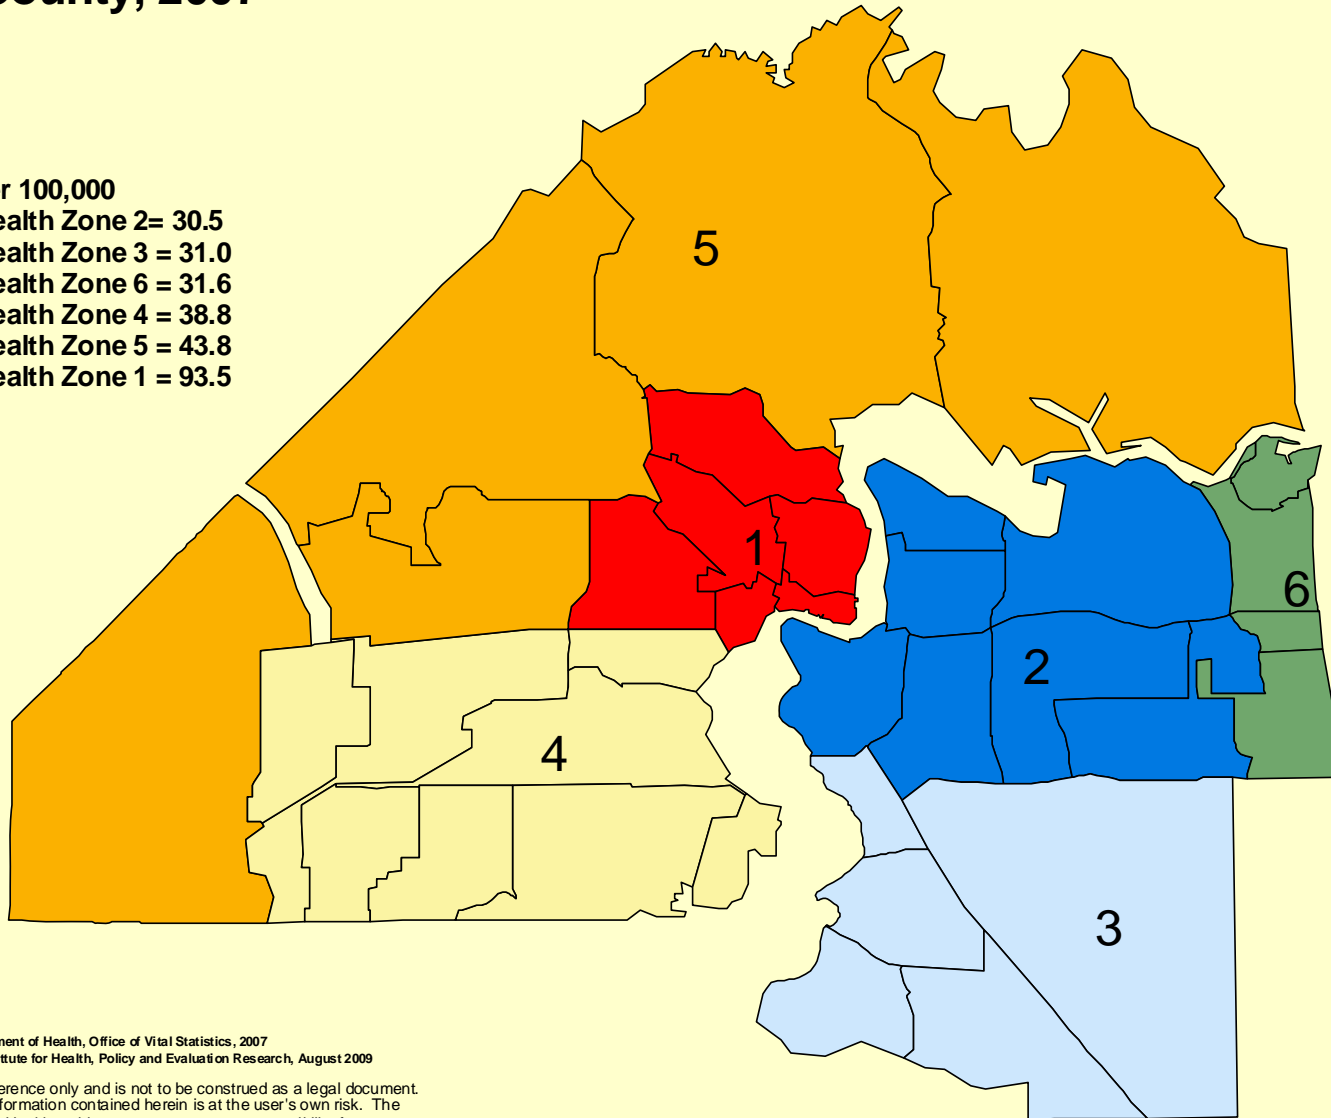 2007
r 100,000
ealth Zone 2= 30.5
ealth Zone 3 = 31.0
ealth Zone 6 = 31.6
ealth Zone 4 = 38.8
ealth Zone 5 = 43.8
ealth Zone 1 = 93.5
5
1
6
2
4
3
ment of Health, Office of Vital Statistics, 2007
ttute for Health, Policy and Evaluation Research, August 2009
erence only and is not to be construed as a legal document.
formation contained herein is at the user's own risk. The